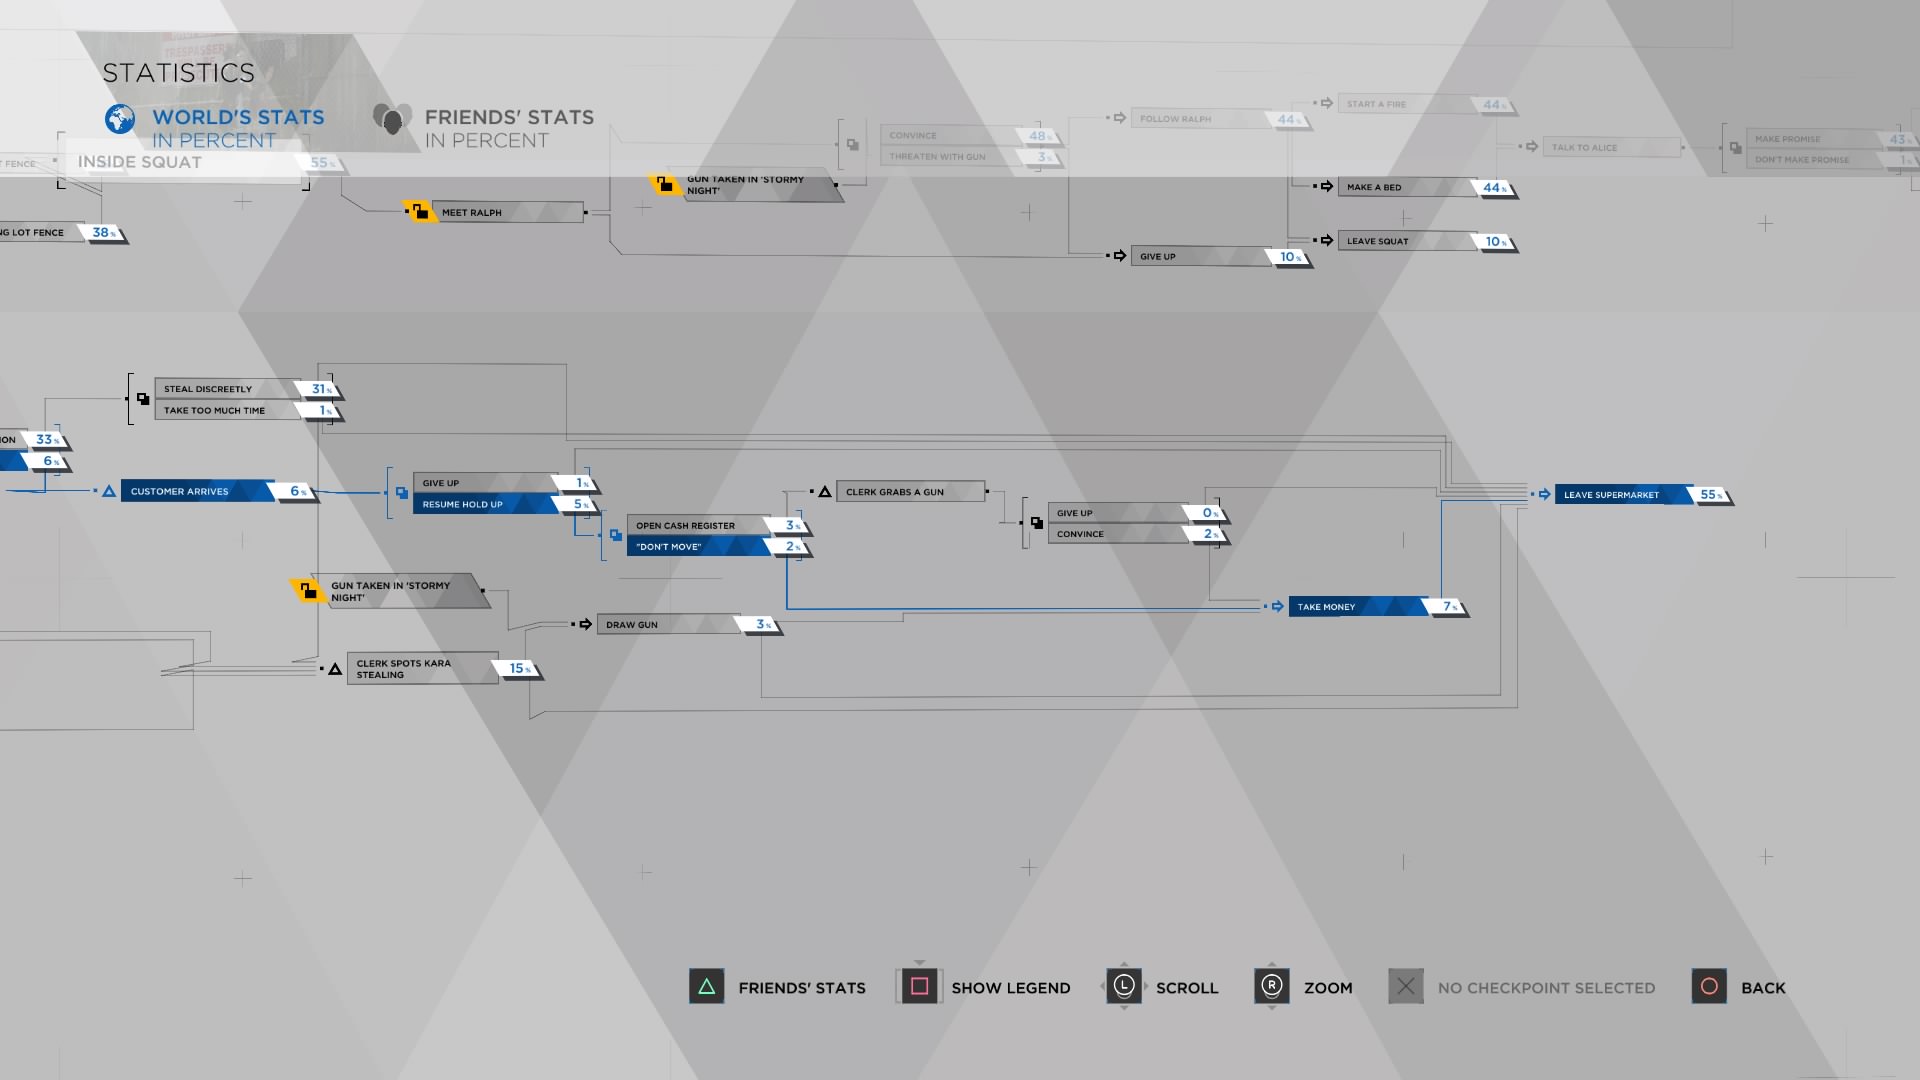 STATISTICS
WORLD'S STATS
IN PERCENT
FRIENDS' STATS
IN PERCENT
TRESPASSERS
START A FIRE 44%
FOLLOW RALPH 44%
CONVINCE 48%
THREATEN WITH GUN 3%
TALK TO ALICE
MAKE PROMISE 43%
DON'T MAKE PROMISE 1%
T FENCE
INSIDE SQUAT 55%
GUN TAKEN IN 'STORMY
NIGHT'
MAKE A BED 44%
MEET RALPH
NG LOT FENCE 38%
LEAVE SQUAT 10%
GIVE UP 10%
STEAL DISCREETLY 31%
TAKE TOO MUCH TIME 1%
ION 33%
6%
CUSTOMER ARRIVES 6%
GIVE UP 1%
RESUME HOLD UP 5%
CLERK GRABS A GUN
LEAVE SUPERMARKET 55%
OPEN CASH REGISTER 3%
"DON'T MOVE" 2%
GIVE UP 0%
CONVINCE 2%
GUN TAKEN IN 'STORMY
NIGHT'
TAKE MONEY 7%
DRAW GUN 3%
CLERK SPOTS KARA
STEALING 15%
FRIENDS' STATS
SHOW LEGEND
L SCROLL
R ZOOM
NO CHECKPOINT SELECTED
BACK